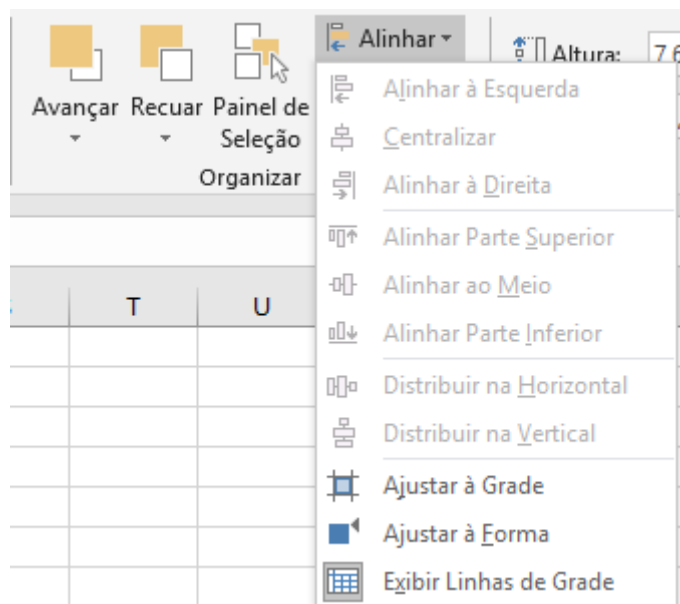 Alinhar
Altura: 7,6
Avançar Recuar Painel de Seleção
Organizar
Alinhar à Esquerda
Centralizar
Alinhar à Direita
Alinhar Parte Superior
Alinhar ao Meio
Alinhar Parte Inferior
Distribuir na Horizontal
Distribuir na Vertical
Ajustar à Grade
Ajustar à Forma
Exibir Linhas de Grade
T U